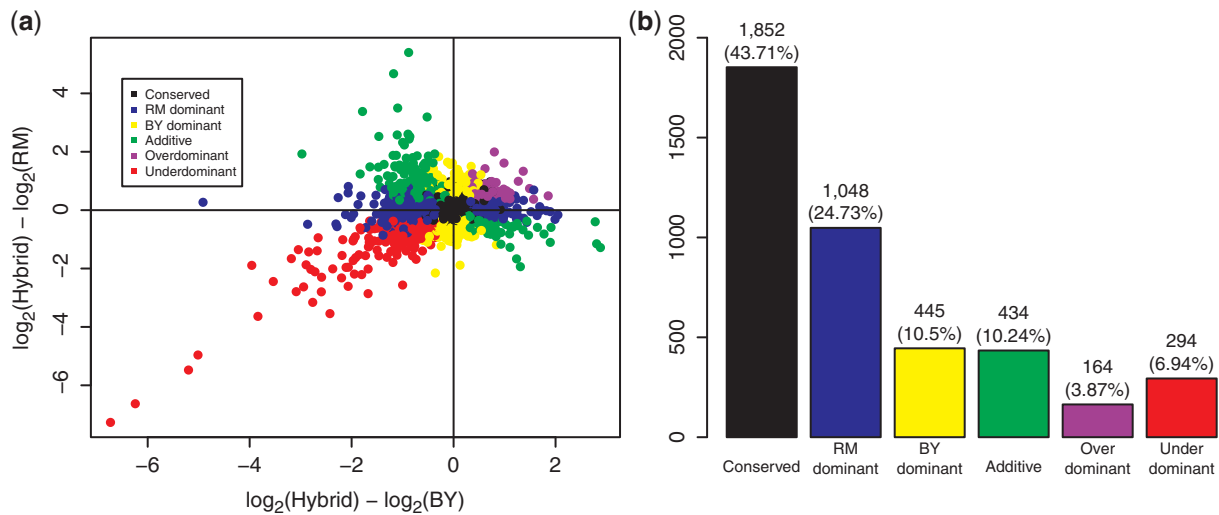 (a)
log₂(Hybrid) − log₂(RM)
4
2
0
−2
−4
−6
Conserved
RM dominant
BY dominant
Additive
Overdominant
Underdominant
−6
−4
−2
0
2
log₂(Hybrid) − log₂(BY)
(b)
2000
1500
1000
500
0
1,852
(43.71%)
1,048
(24.73%)
445
(10.5%)
434
(10.24%)
164
(3.87%)
294
(6.94%)
Conserved
RM
dominant
BY
dominant
Additive
Over
dominant
Under
dominant